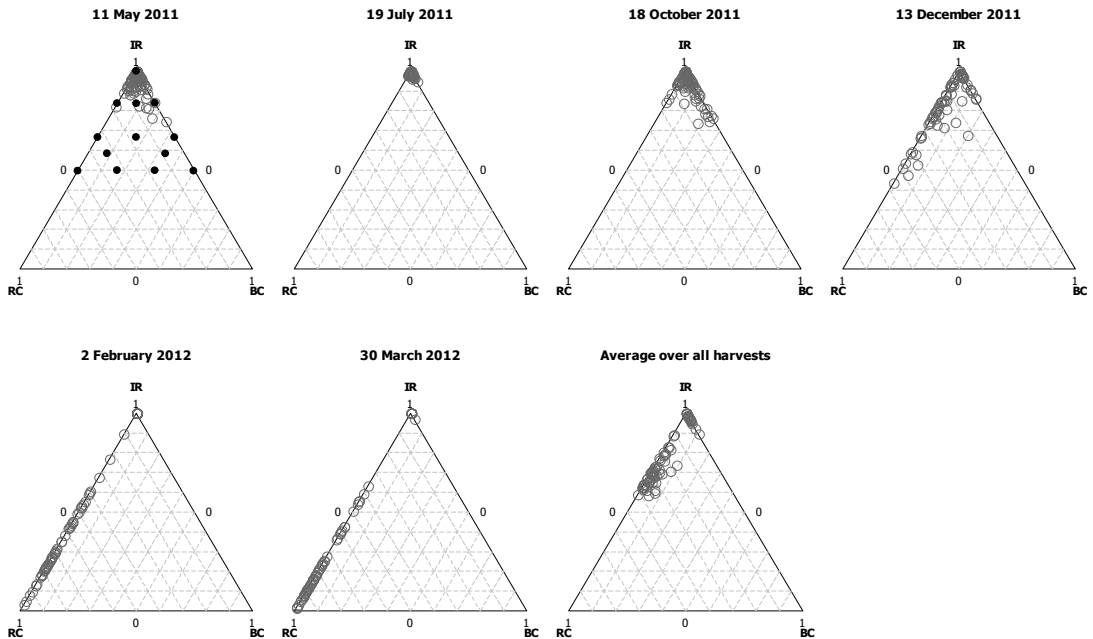 11 May 2011
19 July 2011
18 October 2011
13 December 2011
IR IR IR IR
1 1 1 1
0 0 0 0 0 0 0 0
1 0 1 1 0 1 1 0 1 1 0 1
RC BC RC BC RC BC RC BC
2 February 2012
30 March 2012
Average over all harvests
IR IR IR
1 1 1
0 0 0 0 0 0
1 0 1 1 0 1 1 0 1
RC BC RC BC RC BC